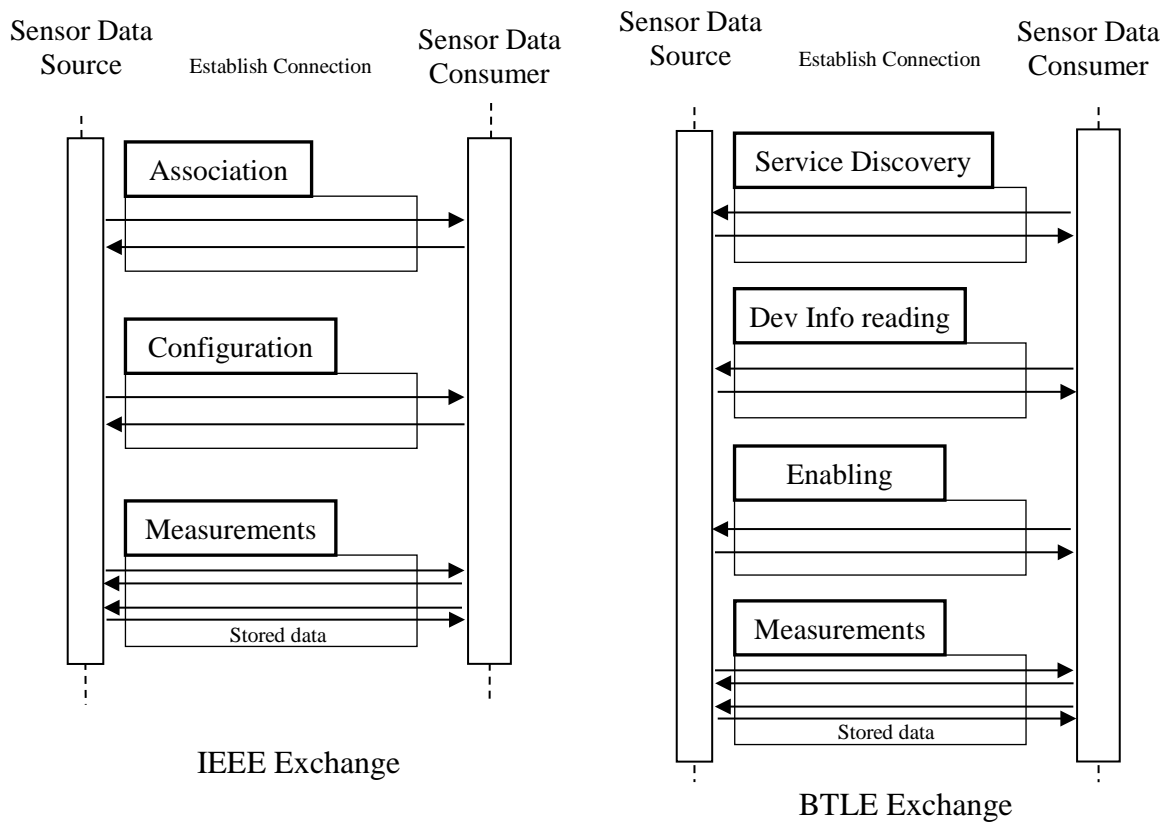 Sensor Data
Source
Establish Connection
Sensor Data
Consumer
Association
Configuration
Measurements
Stored data
IEEE Exchange
Sensor Data
Source
Establish Connection
Sensor Data
Consumer
Service Discovery
Dev Info reading
Enabling
Measurements
Stored data
BTLE Exchange